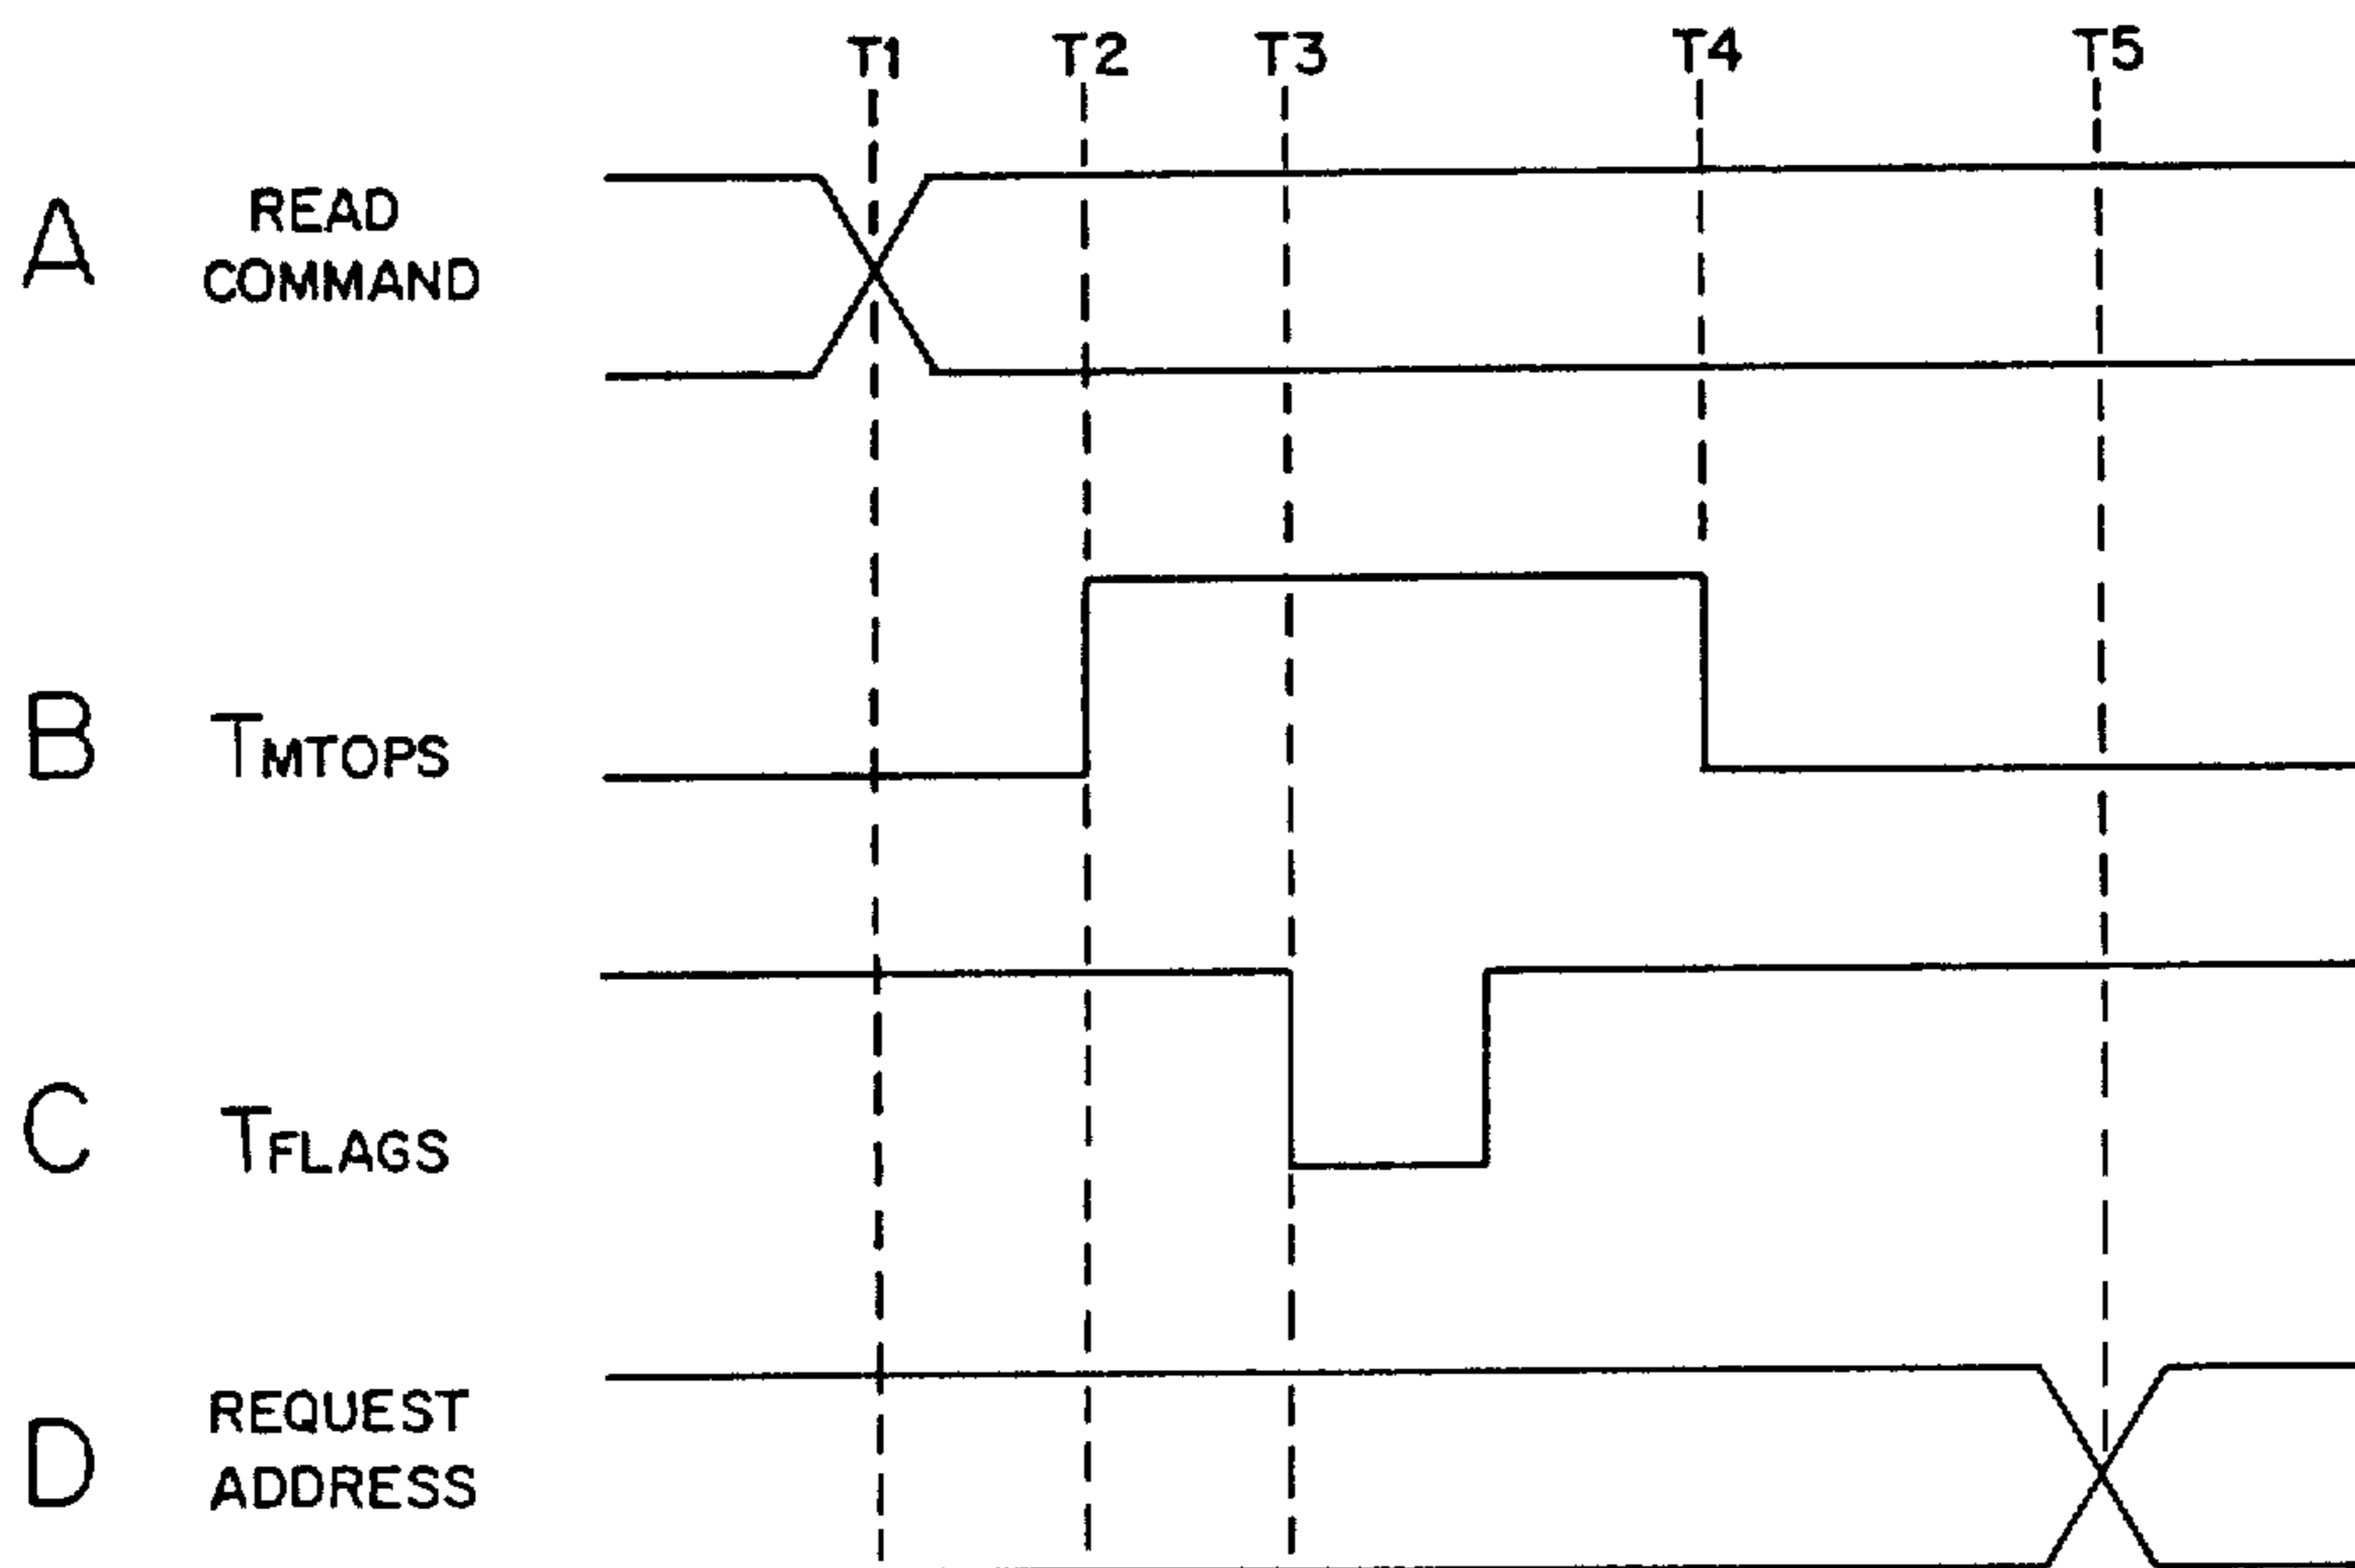 T1 T2 T3 T4 T5
A READ
COMMAND
B TMTOPS
C TFLAGS
D REQUEST
ADDRESS